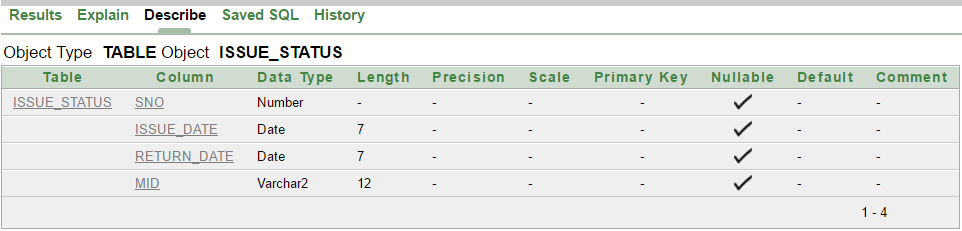 Results Explain Describe Saved SQL History
Object Type TABLE Object ISSUE_STATUS
Table Column Data Type Length Precision Scale Primary Key Nullable Default Comment
ISSUE_STATUS SNO Number - - - - - -
ISSUE_DATE Date 7 - - - - -
RETURN_DATE Date 7 - - - - -
MID Varchar2 12 - - - - -
1 - 4